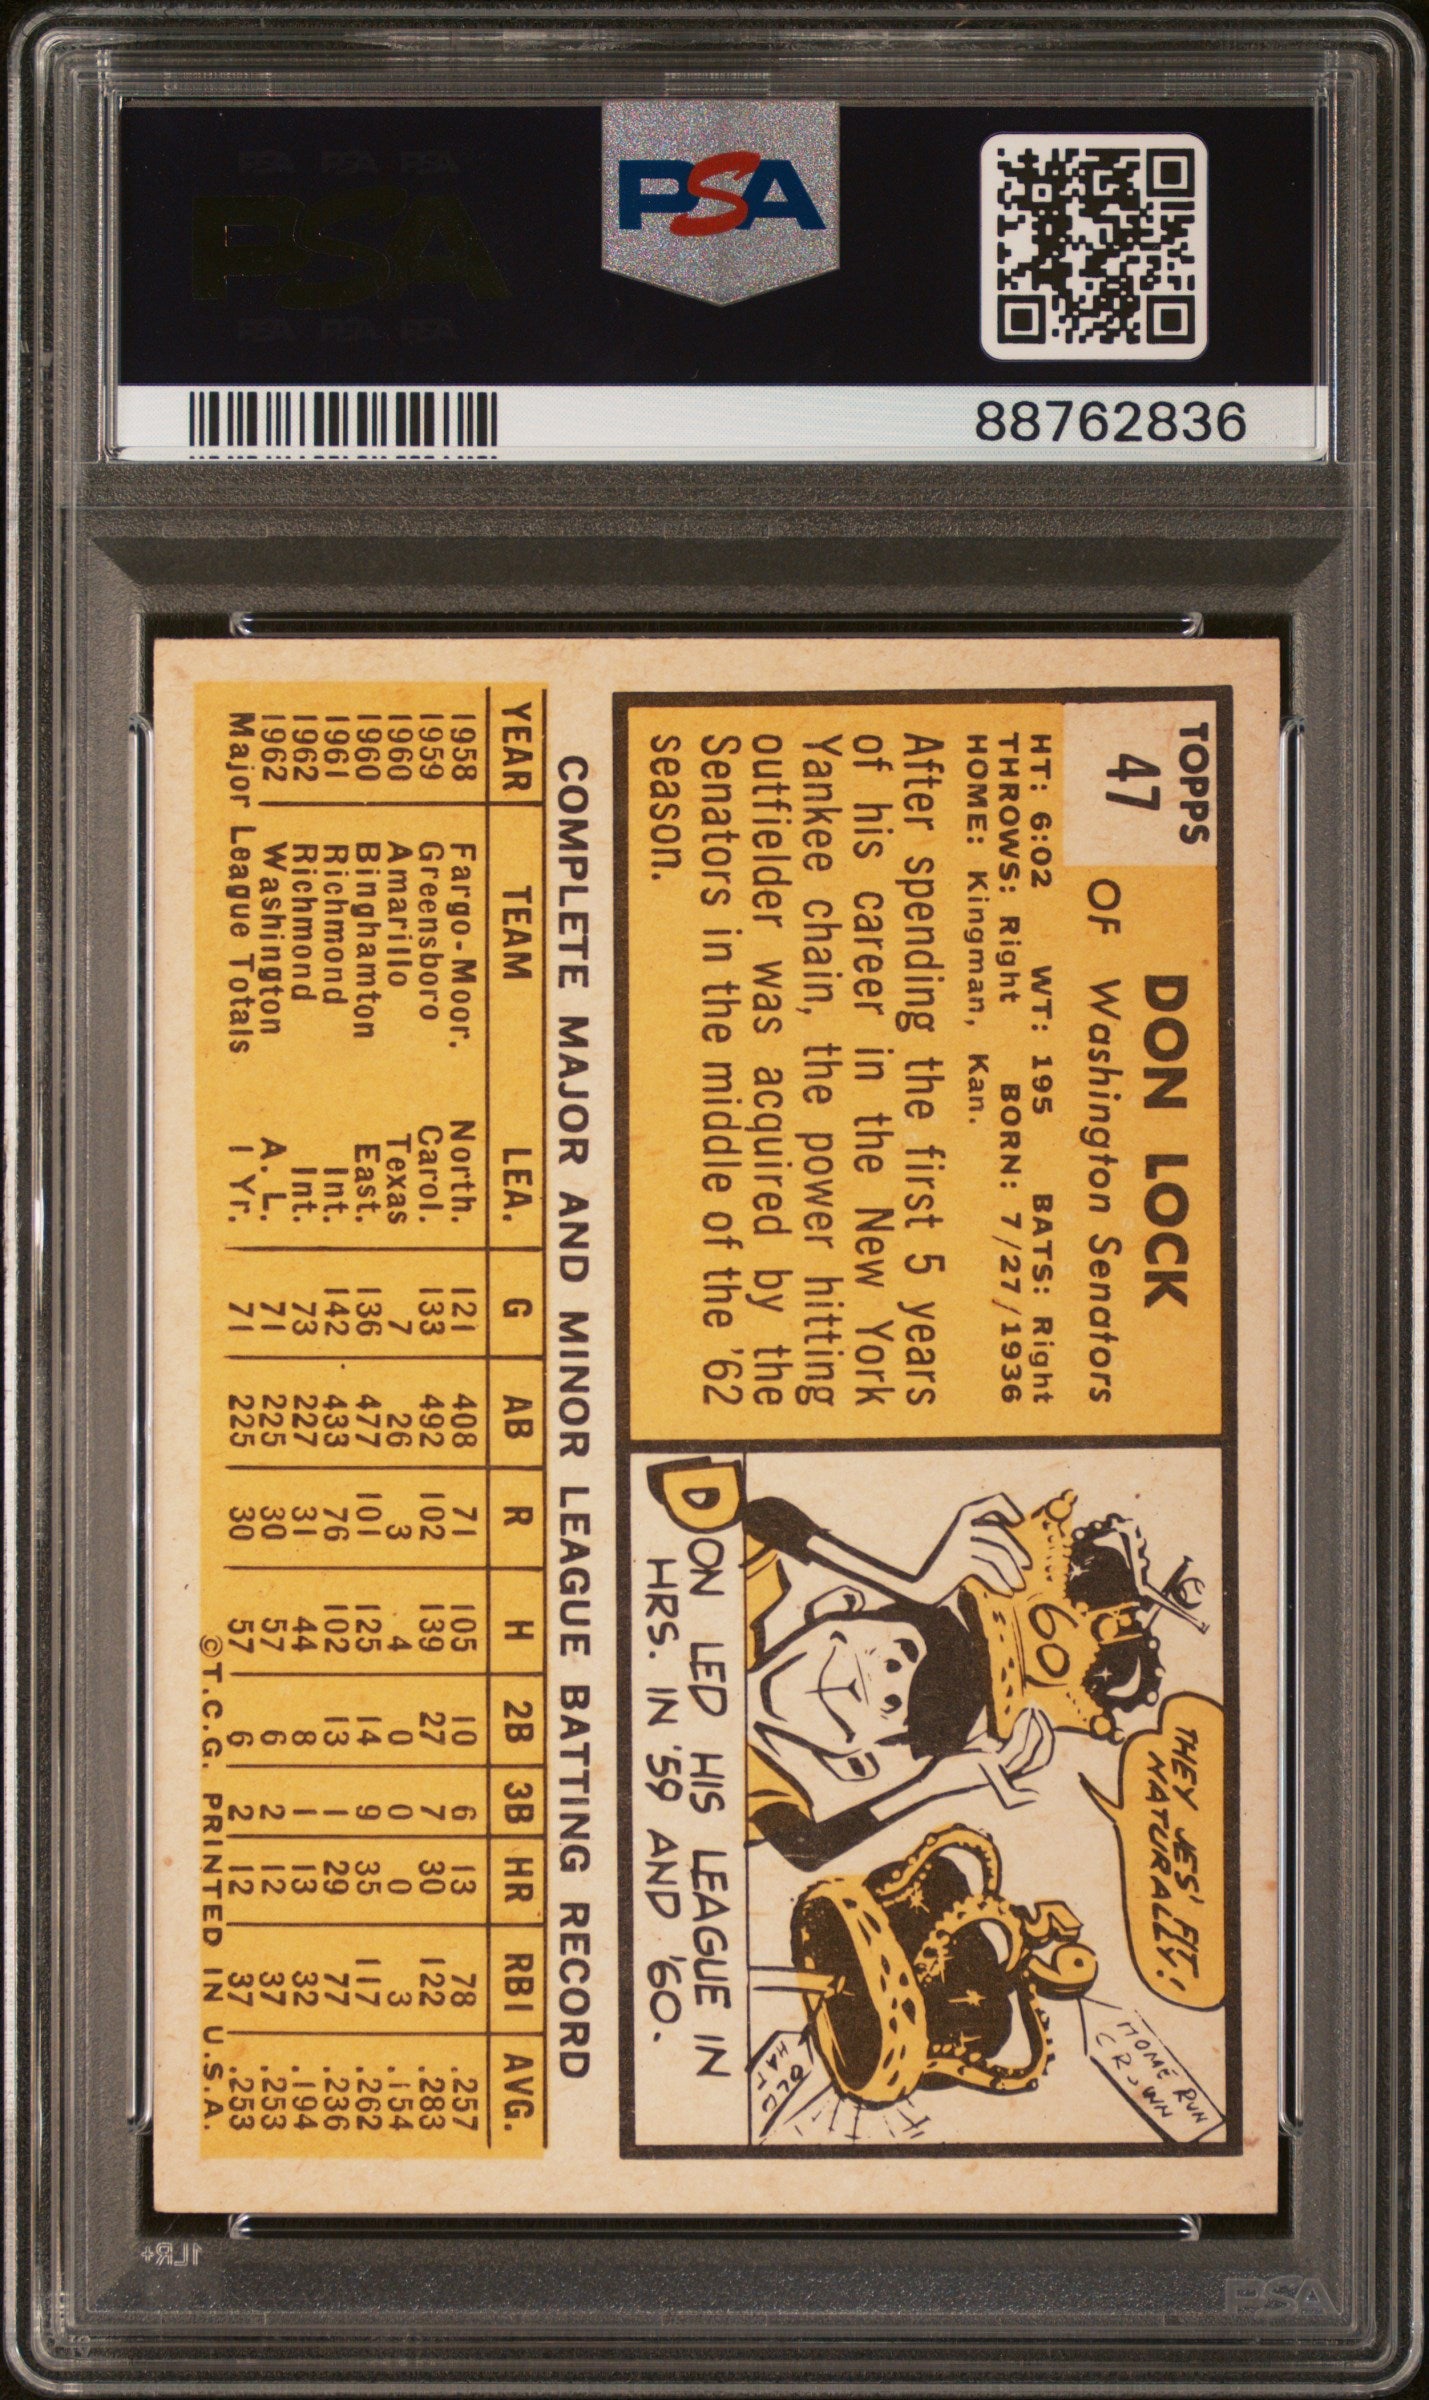 PSA PSA PSA
PSA
PSA PSA PSA
PSA
88762836
TOPPS
47
DON LOCK
OF Washington Senators
HT: 6:02 WT: 195 BATS: Right
THROWS: Right BORN: 7/27/1936
HOME: Kingman, Kan.
After spending the first 5 years
of his career in the New York
Yankee chain, the power hitting
outfielder was acquired by the
Senators in the middle of the '62
season.
THEY JES' FIT
NATURALLY!
60
59
HOME RUN
CROWN
OLD
HAT
DON LED HIS LEAGUE IN
HRS. IN '59 AND '60.
COMPLETE MAJOR AND MINOR LEAGUE BATTING RECORD
YEAR TEAM LEA. G AB R H 2B 3B HR RBI AVG.
1958 Fargo-Moor. North. 121 408 71 105 10 6 13 78 .257
1959 Greensboro Carol. 133 492 102 139 27 7 30 122 .283
1960 Amarillo Texas 7 26 3 4 0 0 0 3 .154
1960 Binghamton East. 136 477 101 125 14 9 35 117 .262
1961 Richmond Int. 142 433 76 102 13 1 29 77 .236
1962 Richmond Int. 73 227 31 44 8 1 13 32 .194
1962 Washington A. L. 71 225 30 57 6 2 12 37 .253
Major League Totals 1 Yr. 71 225 30 57 6 2 12 37 .253
©T.C.G. PRINTED IN U.S.A.
1LR+
PSA